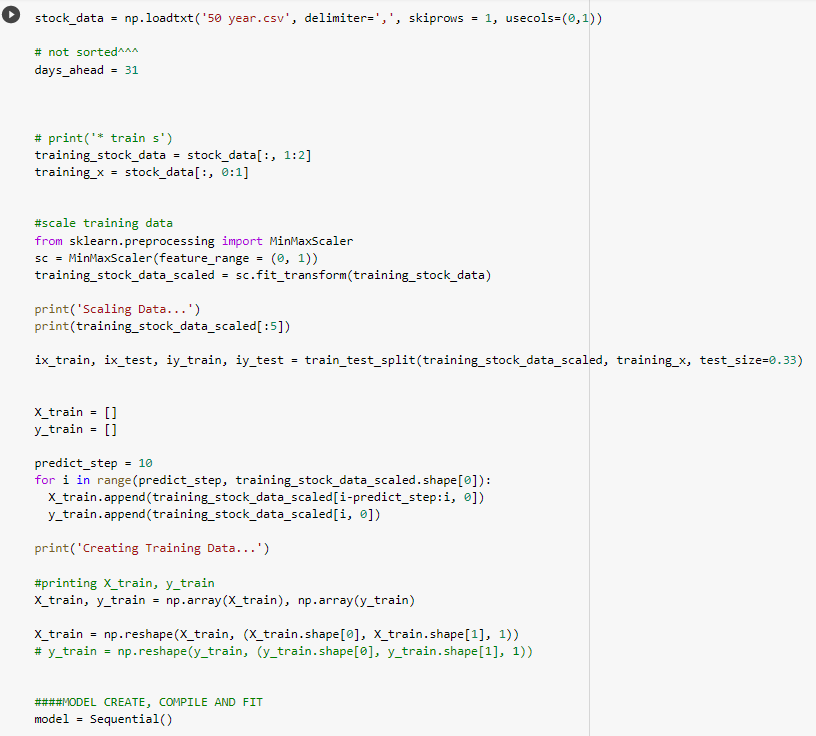 stock_data = np.loadtxt('50 year.csv', delimiter=',', skiprows = 1, usecols=(0,1))
# not sorted^^^
days_ahead = 31
# print('* train s')
training_stock_data = stock_data[:, 1:2]
training_x = stock_data[:, 0:1]
#scale training data
from sklearn.preprocessing import MinMaxScaler
sc = MinMaxScaler(feature_range = (0, 1))
training_stock_data_scaled = sc.fit_transform(training_stock_data)
print('Scaling Data...')
print(training_stock_data_scaled[:5])
ix_train, ix_test, iy_train, iy_test = train_test_split(training_stock_data_scaled, training_x, test_size=0.33)
X_train = []
y_train = []
predict_step = 10
for i in range(predict_step, training_stock_data_scaled.shape[0]):
  X_train.append(training_stock_data_scaled[i-predict_step:i, 0])
  y_train.append(training_stock_data_scaled[i, 0])
print('Creating Training Data...')
#printing X_train, y_train
X_train, y_train = np.array(X_train), np.array(y_train)
X_train = np.reshape(X_train, (X_train.shape[0], X_train.shape[1], 1))
# y_train = np.reshape(y_train, (y_train.shape[0], y_train.shape[1], 1))
####MODEL CREATE, COMPILE AND FIT
model = Sequential()